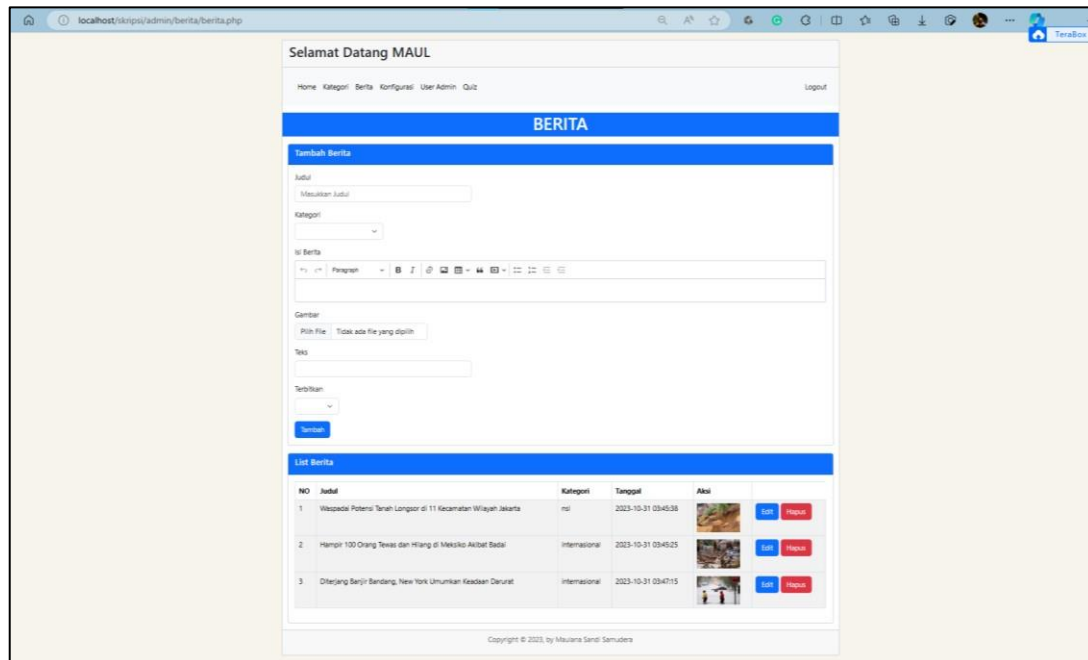 localhost/skripsi/admin/berita/berita.php
TeraBox
Selamat Datang MAUL
Home Kategori Berita Konfigurasi User Admin Quiz Logout
BERITA
Tambah Berita
Judul
Masukkan Judul
Kategori
Isi Berita
Paragraph B I
Gambar
Pilih File Tidak ada file yang dipilih
Teks
Terbitkan
Tambah
List Berita
NO Judul Kategori Tanggal Aksi
1 Waspadai Potensi Tanah Longsor di 11 Kecamatan Wilayah Jakarta 2023-10-31 03:45:38 Edit Hapus
2 Hampir 100 Orang Tewas dan Hilang di Meksiko Akibat Badai internasional 2023-10-31 03:45:25 Edit Hapus
3 Diterjang Banjir Bandang, New York Umumkan Keadaan Darurat internasional 2023-10-31 03:47:15 Edit Hapus
Copyright © 2023, by Maulana Sandi Samudera